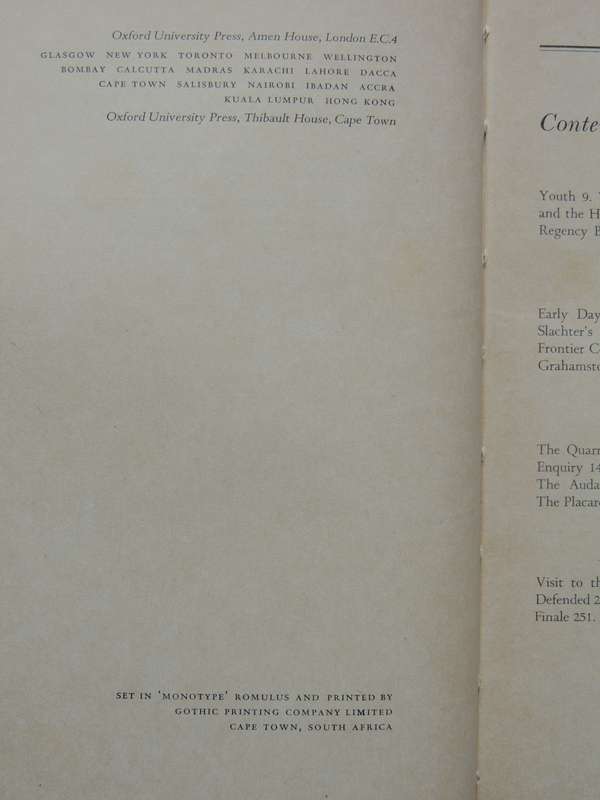 Oxford University Press, Amen House, London E.C.4
GLASGOW NEW YORK TORONTO MELBOURNE WELLINGTON
BOMBAY CALCUTTA MADRAS KARACHI LAHORE DACCA
CAPE TOWN SALISBURY NAIROBI IBADAN ACCRA
KUALA LUMPUR HONG KONG
Oxford University Press, Thibault House, Cape Town
SET IN 'MONOTYPE' ROMULUS AND PRINTED BY
GOTHIC PRINTING COMPANY LIMITED
CAPE TOWN, SOUTH AFRICA
Conte
Youth 9.
and the H
Regency B
Early Day
Slachter's
Frontier C
Grahamsto
The Quarr
Enquiry 14
The Auda
The Placar
Visit to th
Defended 2
Finale 251.